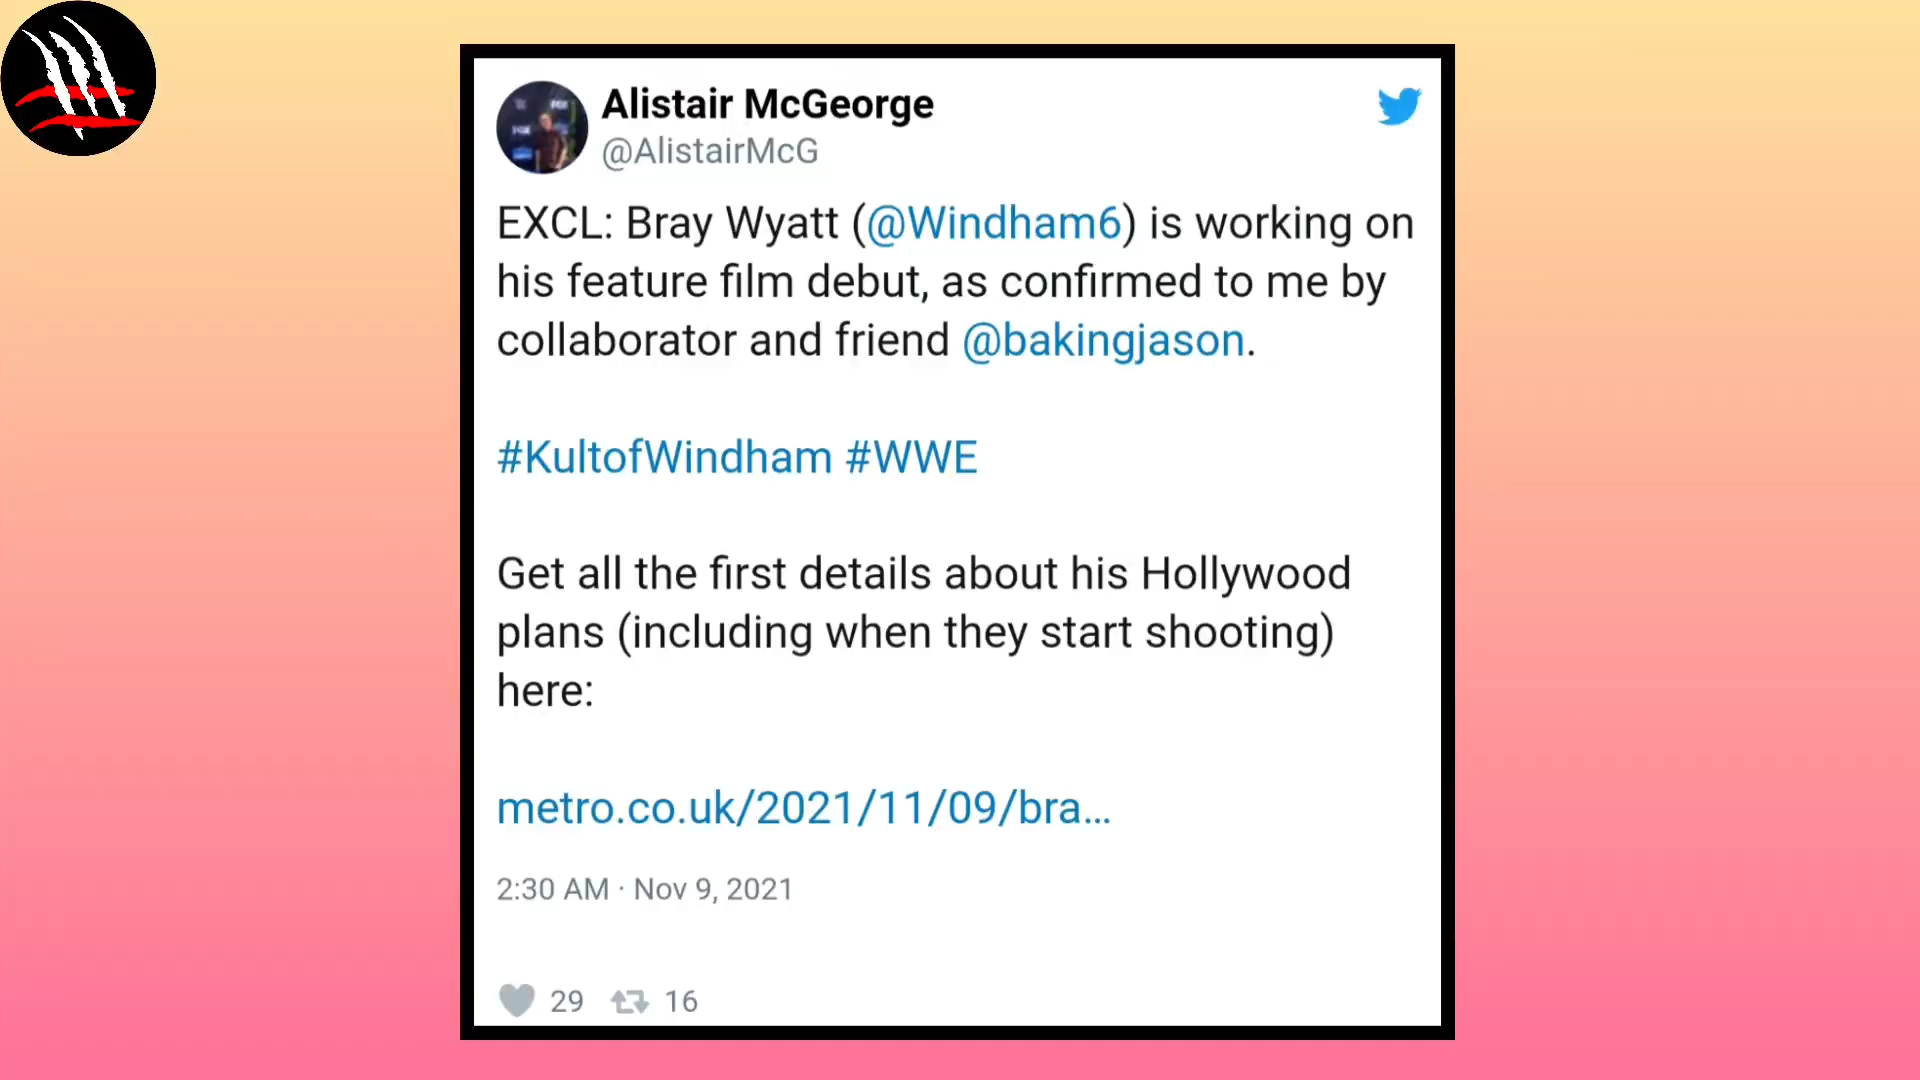 Alistair McGeorge
@AlistairMcG
EXCL: Bray Wyatt (@Windham6) is working on
his feature film debut, as confirmed to me by
collaborator and friend @bakingjason.
#KultofWindham #WWE
Get all the first details about his Hollywood
plans (including when they start shooting)
here:
metro.co.uk/2021/11/09/bra...
2:30 AM · Nov 9, 2021
29 16